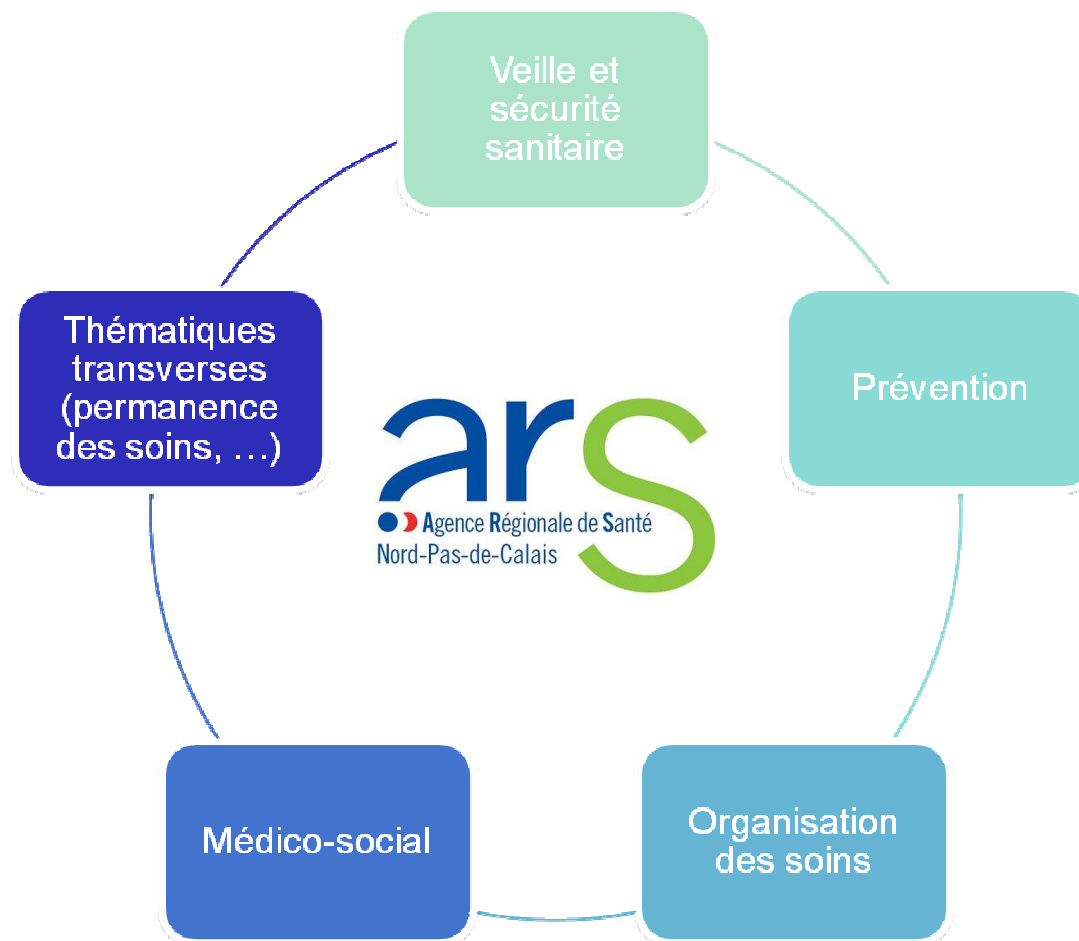 Veille et
sécurité
sanitaire
Thématiques
transverses
(permanence
des soins, …)
Prévention
ars
Agence Régionale de Santé
Nord-Pas-de-Calais
Médico-social
Organisation
des soins